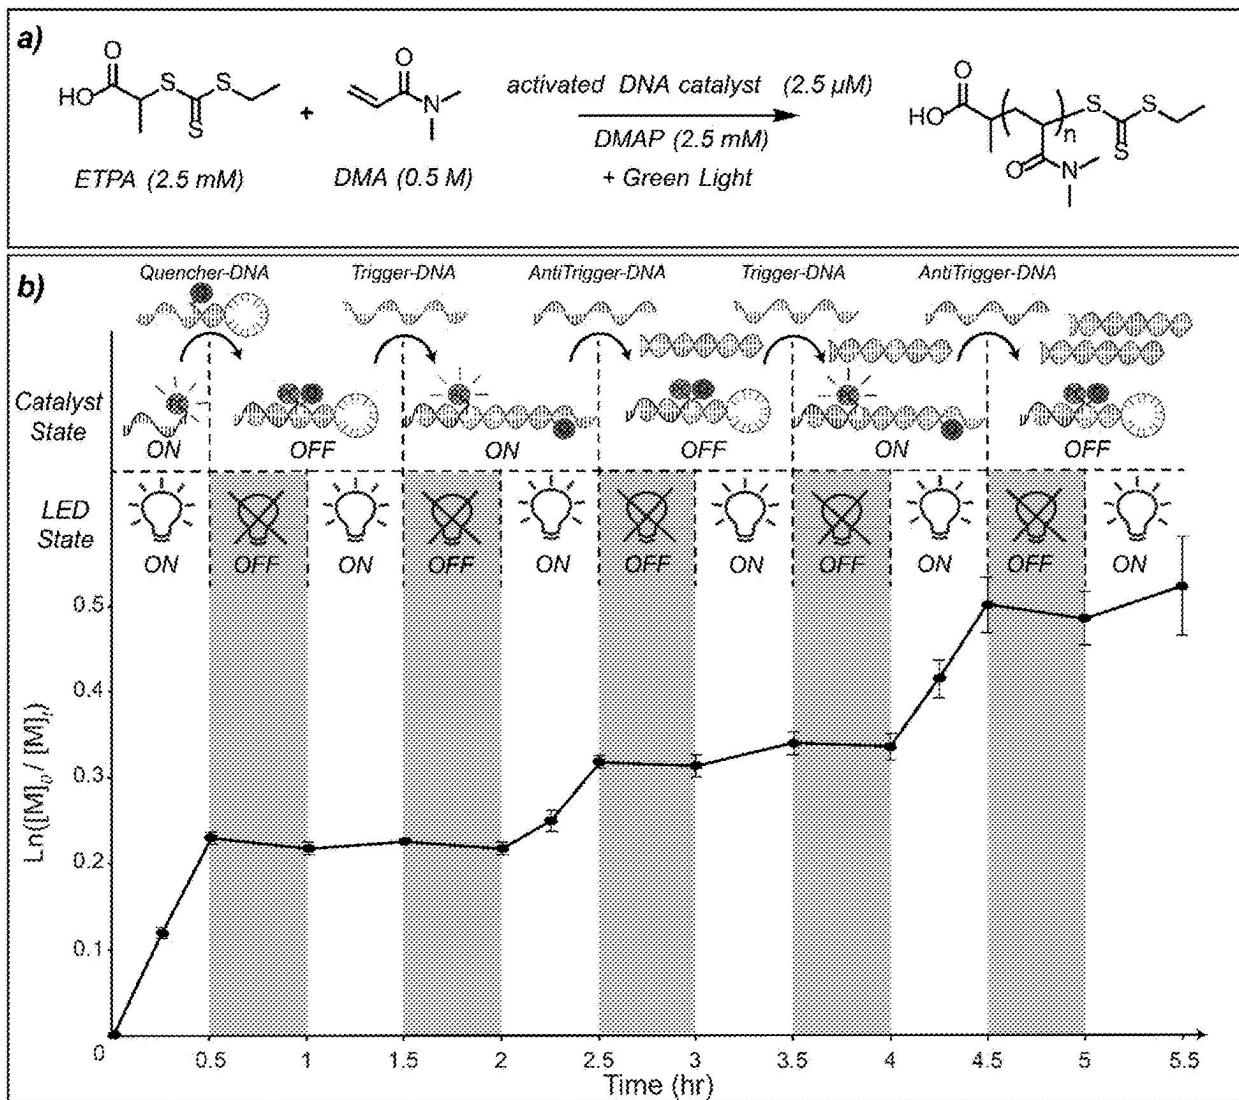 a)
O
HO
S
S
S
ETPA (2.5 mM)
+
O
N
DMA (0.5 M)
activated DNA catalyst (2.5 µM)
DMAP (2.5 mM)
+ Green Light
O
HO
n
S
S
S
O
N
b)
Quencher-DNA Trigger-DNA AntiTrigger-DNA Trigger-DNA AntiTrigger-DNA
Catalyst
State
ON OFF ON OFF ON OFF
LED
State
ON OFF ON OFF ON OFF ON OFF ON OFF ON
Ln([M]0 / [M]t)
0.5
0.4
0.3
0.2
0.1
0
0.5 1 1.5 2 2.5 3 3.5 4 4.5 5 5.5
Time (hr)